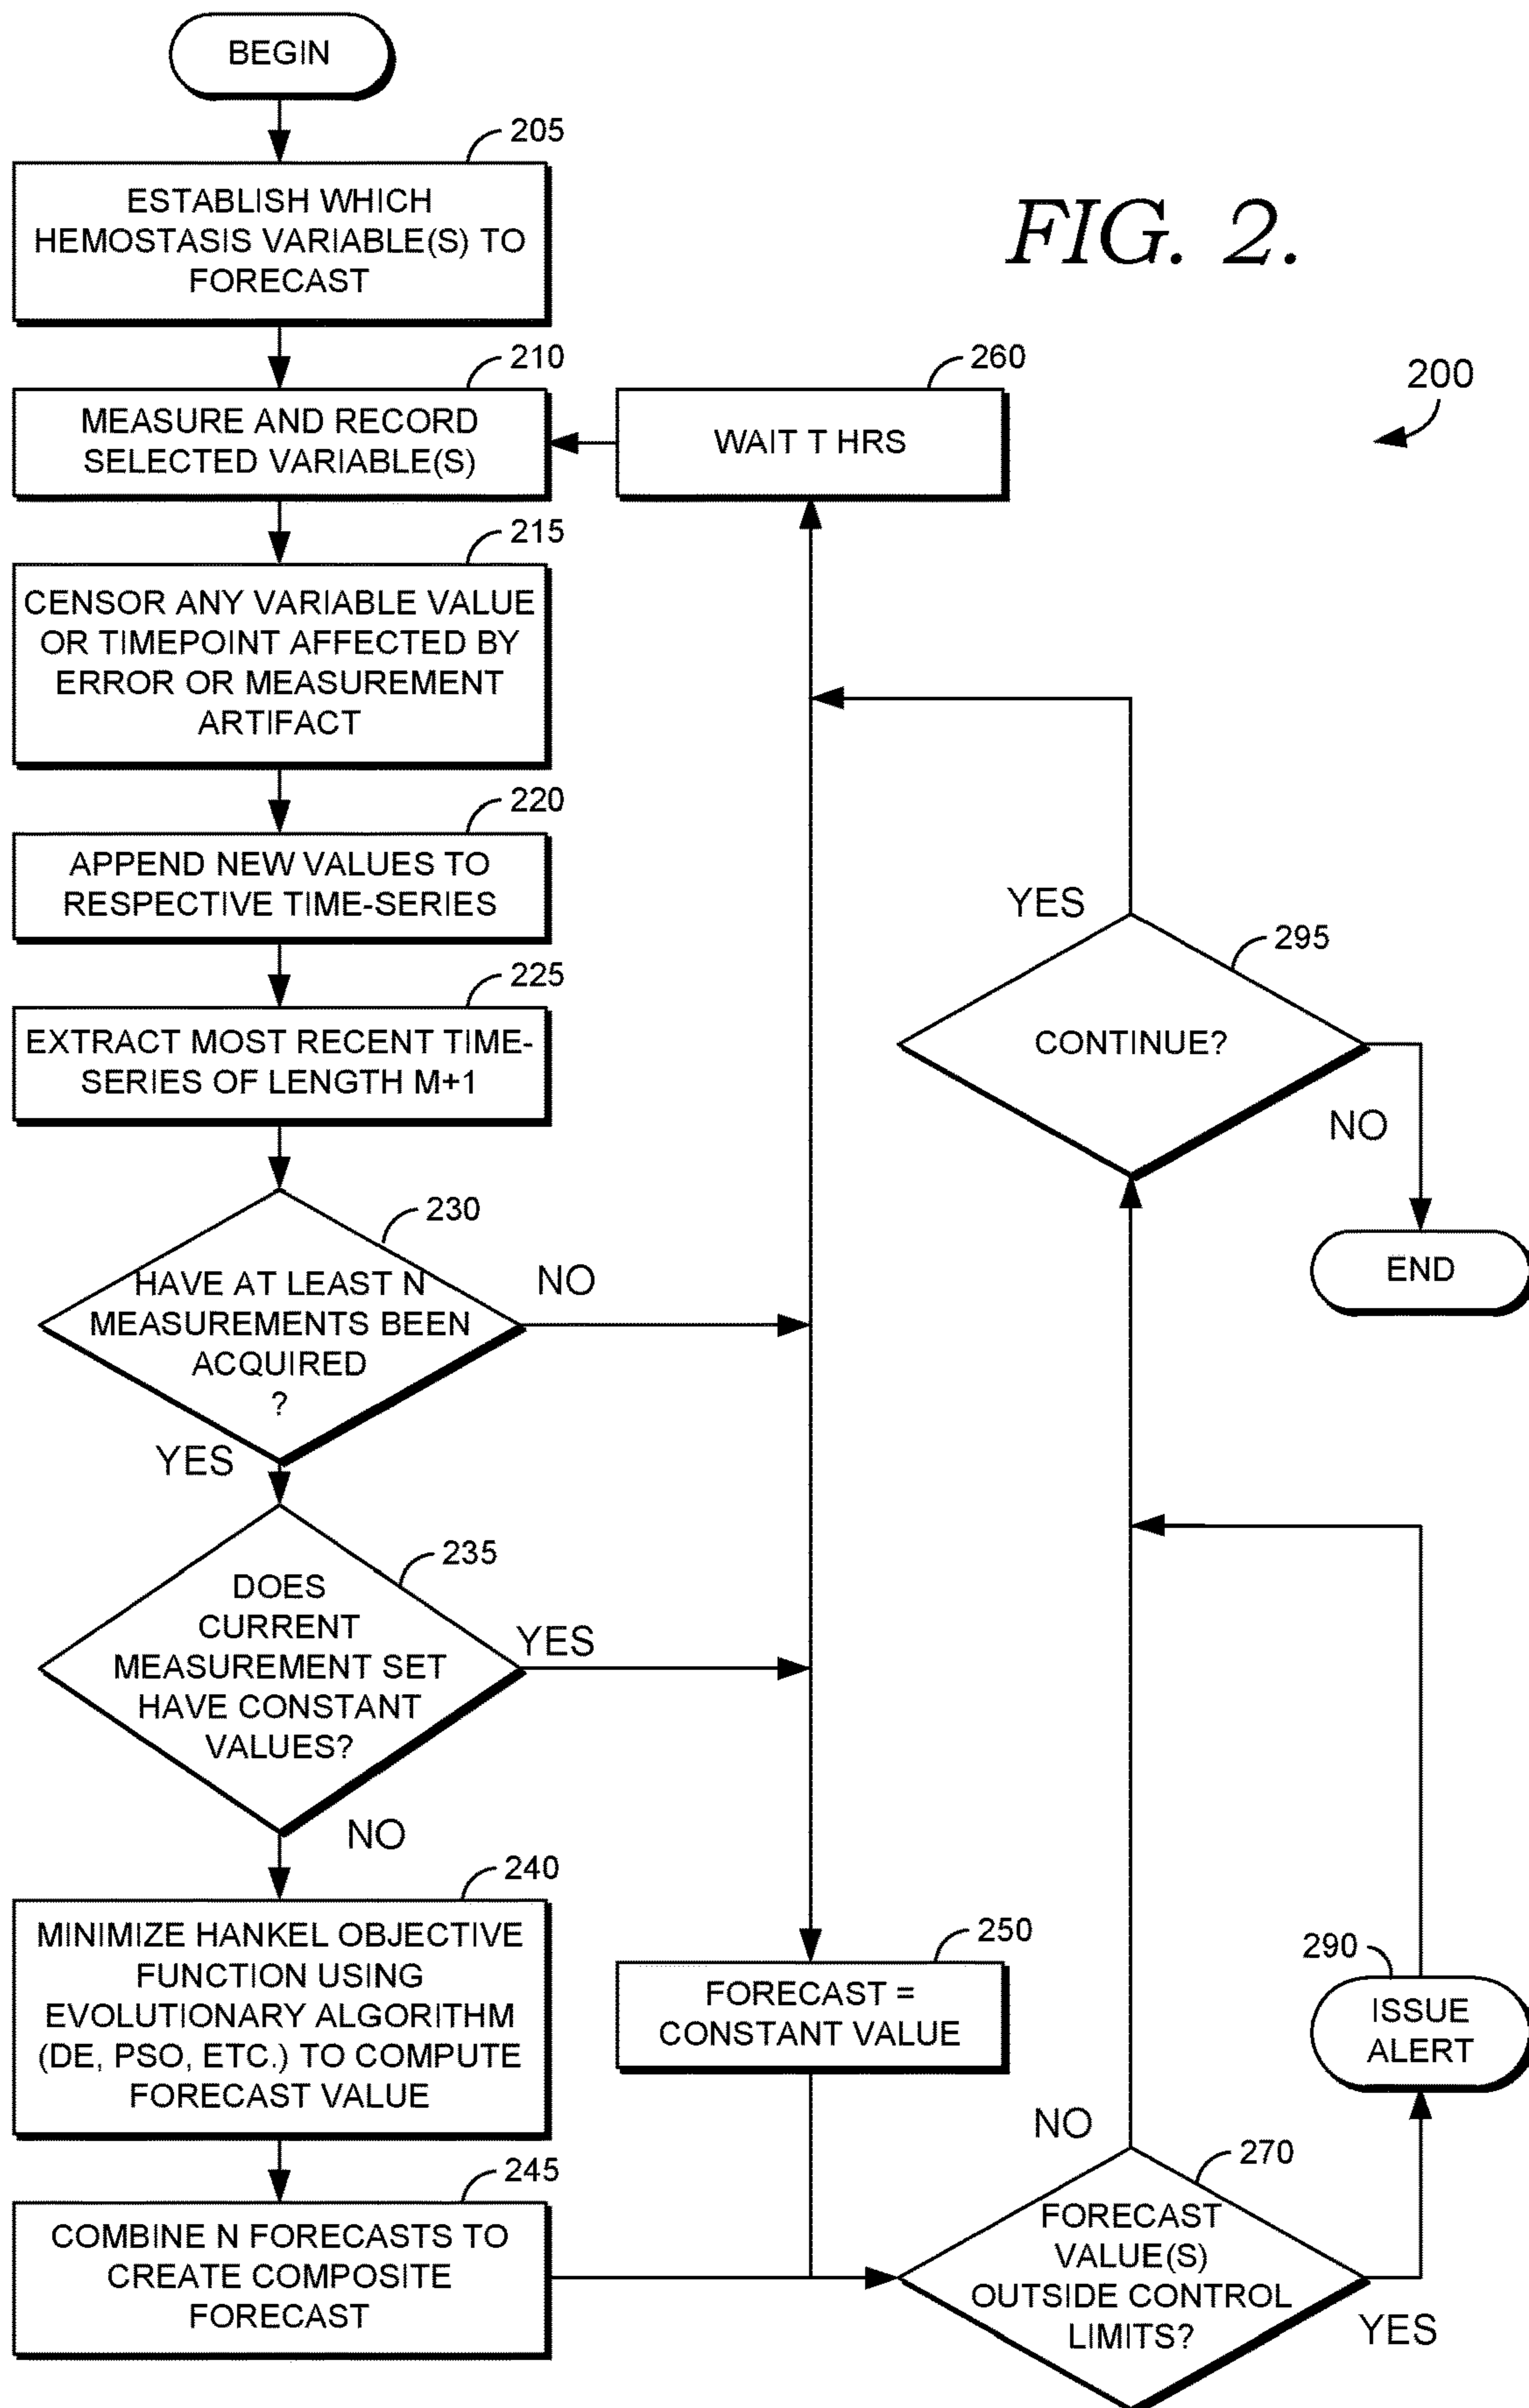 BEGIN
205
ESTABLISH WHICH
HEMOSTASIS VARIABLE(S) TO
FORECAST
FIG. 2.
210
MEASURE AND RECORD
SELECTED VARIABLE(S)
260
WAIT T HRS
200
215
CENSOR ANY VARIABLE VALUE
OR TIMEPOINT AFFECTED BY
ERROR OR MEASUREMENT
ARTIFACT
220
APPEND NEW VALUES TO
RESPECTIVE TIME-SERIES
225
EXTRACT MOST RECENT TIME-
SERIES OF LENGTH M+1
YES
295
CONTINUE?
NO
END
230
HAVE AT LEAST N
MEASUREMENTS BEEN
ACQUIRED
?
NO
YES
235
DOES
CURRENT
MEASUREMENT SET
HAVE CONSTANT
VALUES?
YES
NO
240
MINIMIZE HANKEL OBJECTIVE
FUNCTION USING
EVOLUTIONARY ALGORITHM
(DE, PSO, ETC.) TO COMPUTE
FORECAST VALUE
250
FORECAST =
CONSTANT VALUE
290
ISSUE
ALERT
245
COMBINE N FORECASTS TO
CREATE COMPOSITE
FORECAST
NO
270
FORECAST
VALUE(S)
OUTSIDE CONTROL
LIMITS?
YES